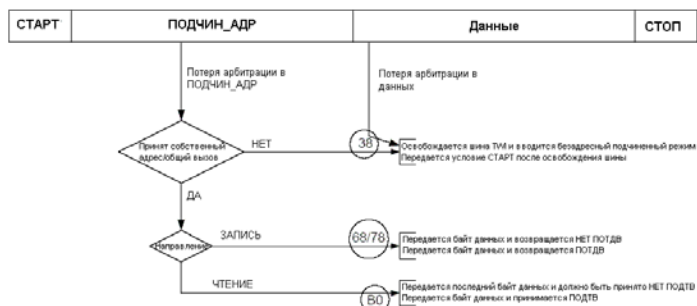 СТАРТ ПОДЧИН_АДР Данные СТОП
Потеря арбитрации в
ПОДЧИН_АДР
Потеря арбитрации в
данных
Принят собственный
адрес/общий вызов
НЕТ
38
Освобождается шина TWI и вводится безадресный подчиненный режим
Передается условие СТАРТ после освобождения шины
ДА
Направление
ЗАПИСЬ
68/78
Передается байт данных и возвращается НЕТ ПОТДВ
Передается байт данных и возвращается ПОТДВ
ЧТЕНИЕ
B0
Передается последний байт данных и должно быть принято НЕТ ПОДТВ
Передается байт данных и принимается ПОДТВ